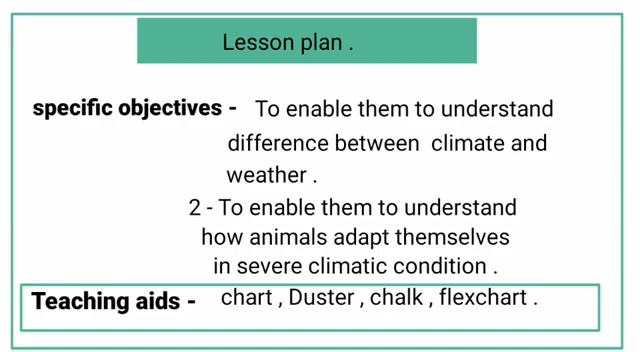 Lesson plan .
specific objectives - To enable them to understand
difference between climate and
weather .
2 - To enable them to understand
how animals adapt themselves
in severe climatic condition .
Teaching aids - chart , Duster , chalk , flexchart .